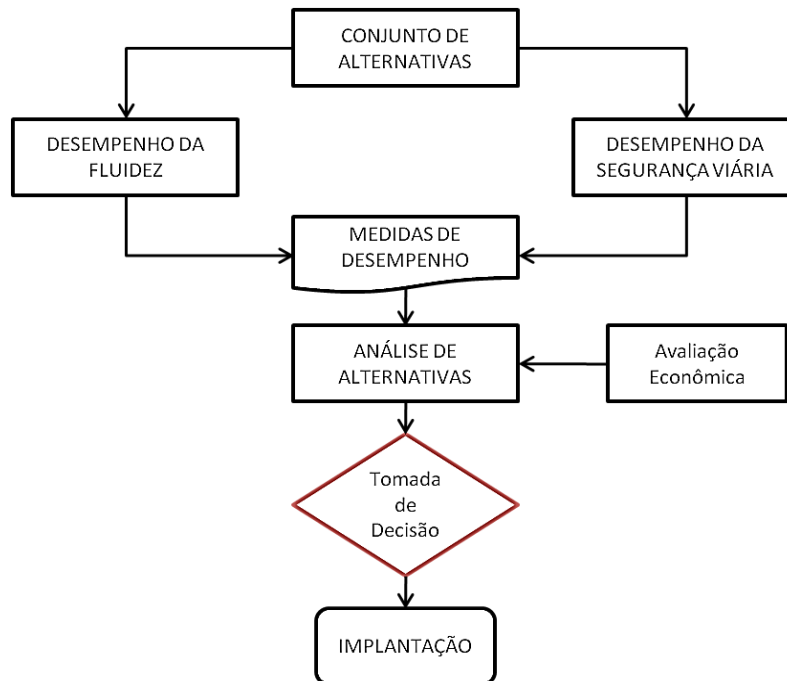 CONJUNTO DE
ALTERNATIVAS
DESEMPENHO DA
FLUIDEZ
DESEMPENHO DA
SEGURANÇA VIÁRIA
MEDIDAS DE
DESEMPENHO
ANÁLISE DE
ALTERNATIVAS
Avaliação
Econômica
Tomada
de
Decisão
IMPLANTAÇÃO